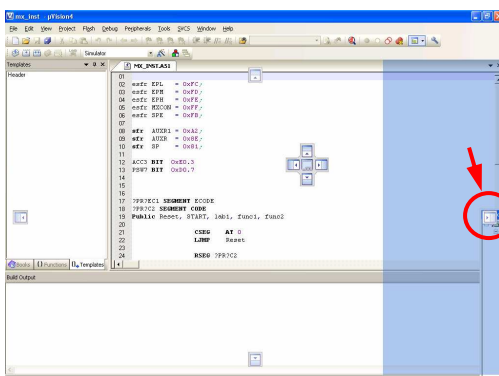 mx_inst - µVision4
File Edit View Project Flash Debug Peripherals Tools SVCS Window Help
Simulator
Templates
MX_INST.A51
Header
01
02 esfr EPL = 0xFC;
03 esfr EPM = 0xFD;
04 esfr EPH = 0xFE;
05 esfr MXCON = 0xFF;
06 esfr SPE = 0xFB;
07
08 sfr AUXR1 = 0xA2;
09 sfr AUXR = 0x8E;
10 sfr SP = 0x81;
11
12 ACC3 BIT 0xE0.3
13 PSW7 BIT 0xD0.7
14
15
16
17 ?PR?EC1 SEGMENT ECODE
18 ?PR?C2 SEGMENT CODE
19 Public Reset, START, lab1, func1, func2
20
21 CSEG AT 0
22 LJMP Reset
23
24 RSEG ?PR?C2
Books {} Functions Templates
Build Output